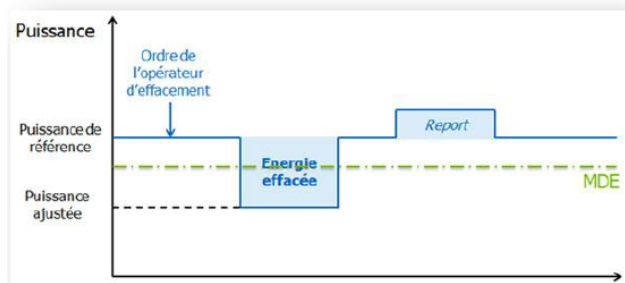 Puissance
Ordre de
l'opérateur
d'effacement
Puissance de
référence
Report
Energie
effacée
MDE
Puissance
ajustée